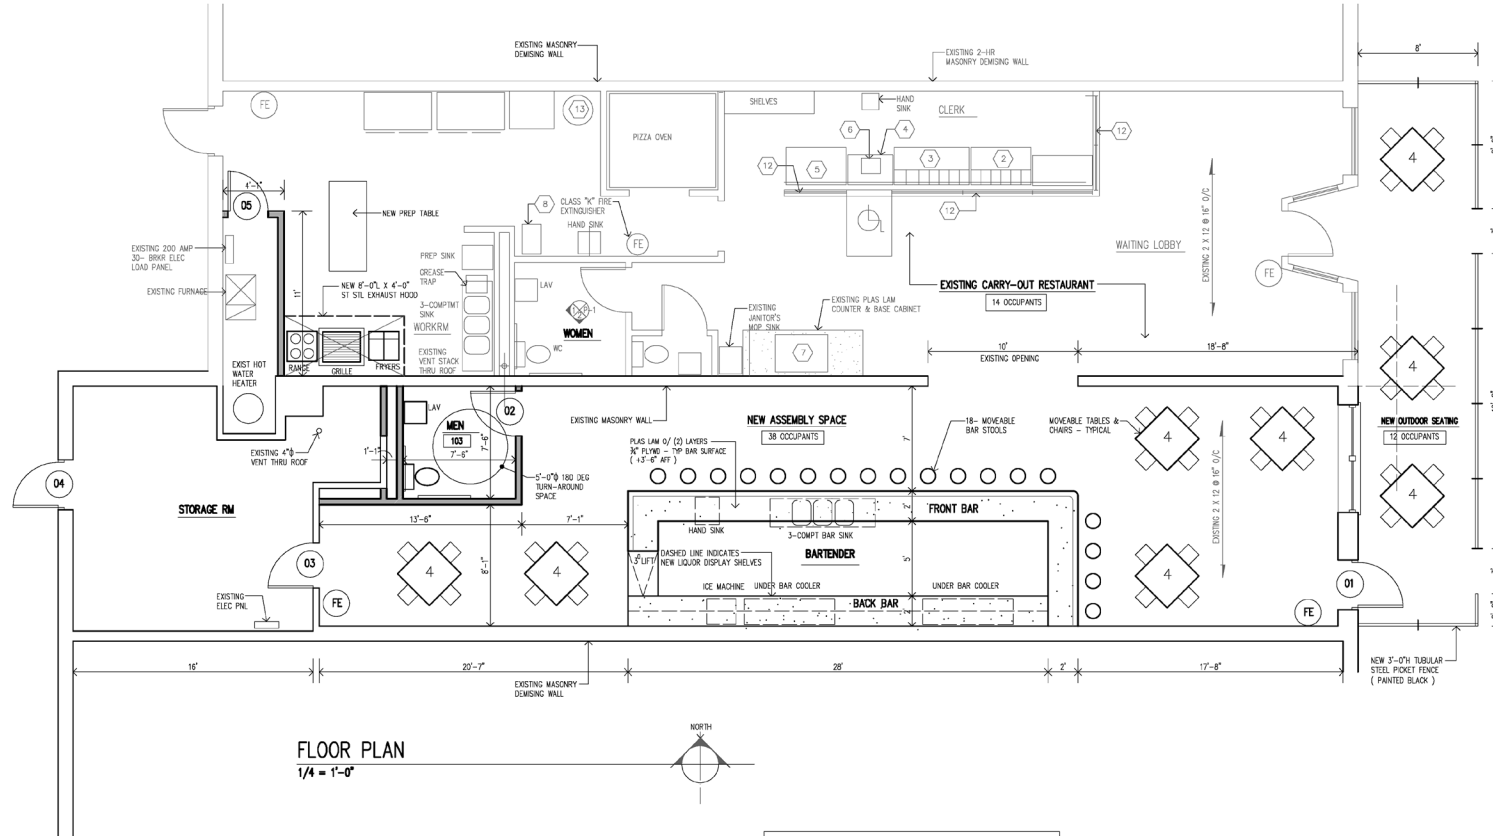 EXISTING MASONRY
DEMISING WALL
EXISTING 2-HR
MASONRY DEMISING WALL
8'
FE
13
PIZZA OVEN
SHELVES
HAND
SINK
CLERK
6
4
12
5
3
2
12
12
4
4'-1"
05
NEW PREP TABLE
8
CLASS "K" FIRE
EXTINGUISHER
HAND SINK
FE
L
WAITING LOBBY
EXISTING 2 X 12 @ 16" O/C
FE
EXISTING 200 AMP
30- BRKR ELEC
LOAD PANEL
EXISTING FURNACE
11'
PREP SINK
GREASE
TRAP
NEW 8'-0"L X 4'-0"
ST STL EXHAUST HOOD
3-COMPTMT
SINK
WORKRM
EXISTING
VENT STACK
THRU ROOF
LAV
WOMEN
WC
EXISTING
JANITOR'S
MOP SINK
EXISTING PLAS LAM
COUNTER & BASE CABINET
7
EXISTING CARRY-OUT RESTAURANT
14 OCCUPANTS
10'
EXISTING OPENING
18'-8"
4
EXIST HOT
WATER
HEATER
RANGE
GRILLE
FRYERS
LAV
MEN
103
02
7'-6"
7'-6"
1'-1"
EXISTING 4"ϕ
VENT THRU ROOF
EXISTING MASONRY WALL
NEW ASSEMBLY SPACE
38 OCCUPANTS
7'
18- MOVEABLE
BAR STOOLS
MOVEABLE TABLES &
CHAIRS - TYPICAL
4
4
NEW OUTDOOR SEATING
12 OCCUPANTS
4
PLAS LAM O/ (2) LAYERS
¾" PLYWD - TYP BAR SURFACE
( +3'-6" AFF )
5'-0"ϕ 180 DEG
TURN-AROUND
SPACE
04
STORAGE RM
13'-6"
7'-1"
HAND SINK
3-COMPT BAR SINK
2'
FRONT BAR
EXISTING 2 X 12 @ 16" O/C
03
4
4
8'-1"
3' LIFT
DASHED LINE INDICATES
NEW LIQUOR DISPLAY SHELVES
BARTENDER
5'
ICE MACHINE
UNDER BAR COOLER
UNDER BAR COOLER
4
01
EXISTING
ELEC PNL
FE
BACK BAR
FE
16'
20'-7"
28'
2'
17'-8"
EXISTING MASONRY
DEMISING WALL
NEW 3'-0"H TUBULAR
STEEL PICKET FENCE
( PAINTED BLACK )
FLOOR PLAN
1/4 = 1'-0"
NORTH